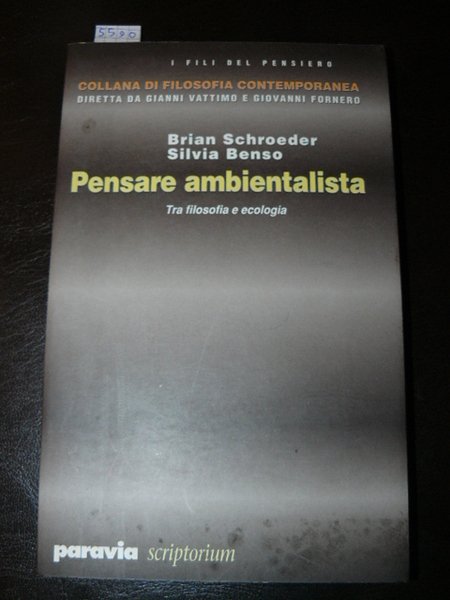 5590
I FILI DEL PENSIERO
COLLANA DI FILOSOFIA CONTEMPORANEA
DIRETTA DA GIANNI VATTIMO E GIOVANNI FORNERO
Brian Schroeder
Silvia Benso
Pensare ambientalista
Tra filosofia e ecologia
paravia scriptorium